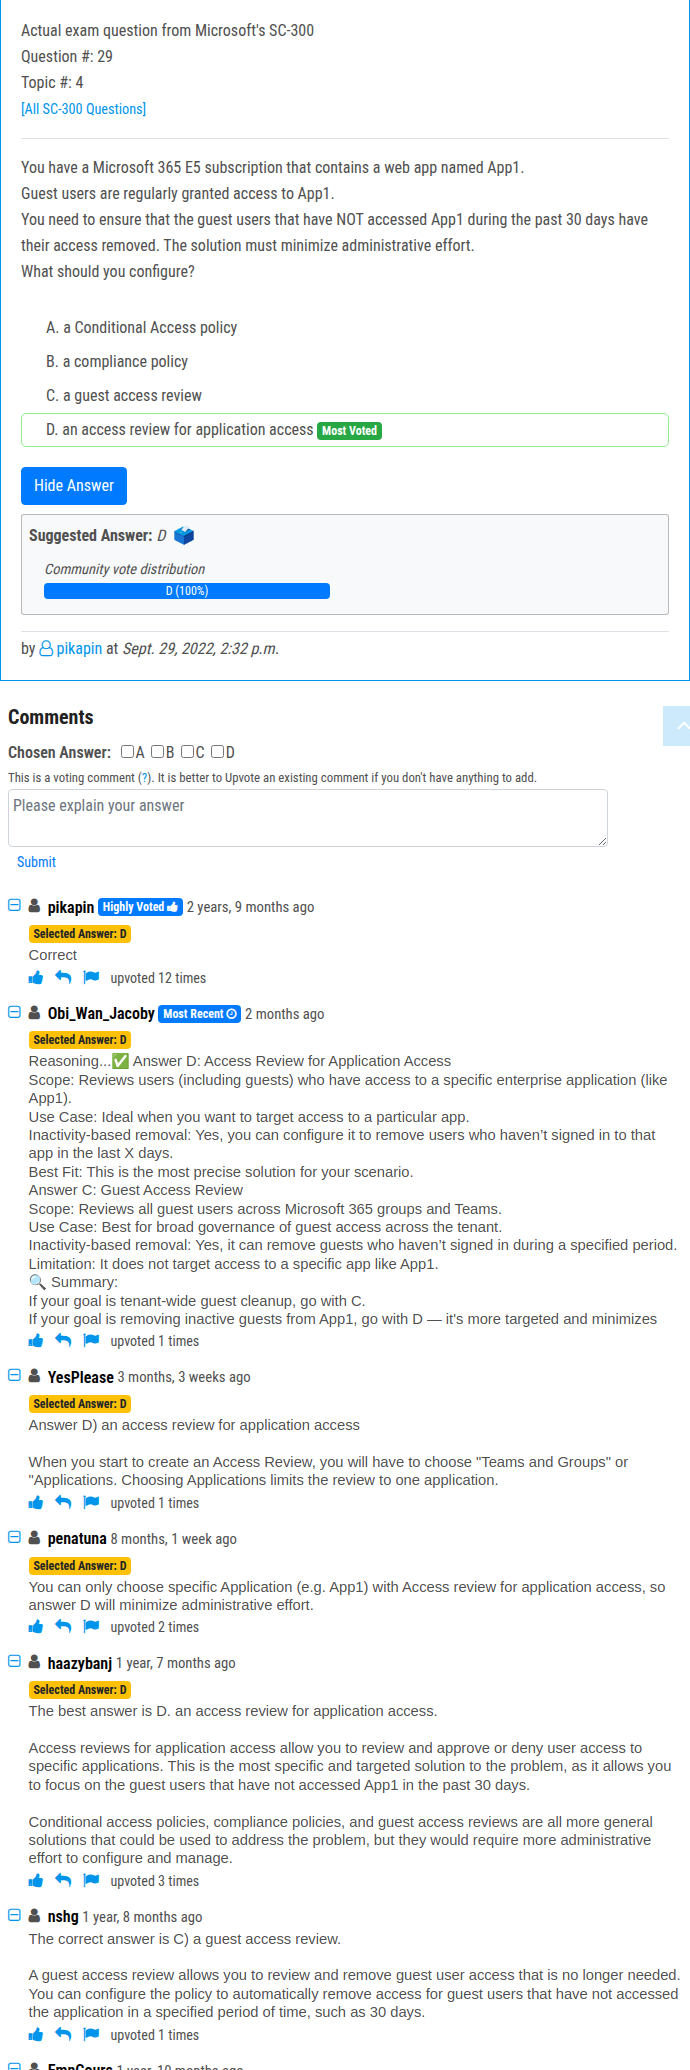 Actual exam question from Microsoft's SC-300
Question #: 29
Topic #: 4
[All SC-300 Questions]
You have a Microsoft 365 E5 subscription that contains a web app named App1.
Guest users are regularly granted access to App1.
You need to ensure that the guest users that have NOT accessed App1 during the past 30 days have
their access removed. The solution must minimize administrative effort.
What should you configure?
A. a Conditional Access policy
B. a compliance policy
C. a guest access review
D. an access review for application access Most Voted
Hide Answer
Suggested Answer: D
Community vote distribution
D (100%)
by pikapin at Sept. 29, 2022, 2:32 p.m.
Comments
Chosen Answer: A B C D
This is a voting comment (?). It is better to Upvote an existing comment if you don't have anything to add.
Please explain your answer
Submit
pikapin Highly Voted 2 years, 9 months ago
Selected Answer: D
Correct
upvoted 12 times
Obi_Wan_Jacoby Most Recent 2 months ago
Selected Answer: D
Reasoning...✅ Answer D: Access Review for Application Access
Scope: Reviews users (including guests) who have access to a specific enterprise application (like
App1).
Use Case: Ideal when you want to target access to a particular app.
Inactivity-based removal: Yes, you can configure it to remove users who haven’t signed in to that
app in the last X days.
Best Fit: This is the most precise solution for your scenario.
Answer C: Guest Access Review
Scope: Reviews all guest users across Microsoft 365 groups and Teams.
Use Case: Best for broad governance of guest access across the tenant.
Inactivity-based removal: Yes, it can remove guests who haven’t signed in during a specified period.
Limitation: It does not target access to a specific app like App1.
🔍 Summary:
If your goal is tenant-wide guest cleanup, go with C.
If your goal is removing inactive guests from App1, go with D — it's more targeted and minimizes
upvoted 1 times
YesPlease 3 months, 3 weeks ago
Selected Answer: D
Answer D) an access review for application access
When you start to create an Access Review, you will have to choose "Teams and Groups" or
"Applications. Choosing Applications limits the review to one application.
upvoted 1 times
penatuna 8 months, 1 week ago
Selected Answer: D
You can only choose specific Application (e.g. App1) with Access review for application access, so
answer D will minimize administrative effort.
upvoted 2 times
haazybanj 1 year, 7 months ago
Selected Answer: D
The best answer is D. an access review for application access.
Access reviews for application access allow you to review and approve or deny user access to
specific applications. This is the most specific and targeted solution to the problem, as it allows you
to focus on the guest users that have not accessed App1 in the past 30 days.
Conditional access policies, compliance policies, and guest access reviews are all more general
solutions that could be used to address the problem, but they would require more administrative
effort to configure and manage.
upvoted 3 times
nshg 1 year, 8 months ago
The correct answer is C) a guest access review.
A guest access review allows you to review and remove guest user access that is no longer needed.
You can configure the policy to automatically remove access for guest users that have not accessed
the application in a specified period of time, such as 30 days.
upvoted 1 times